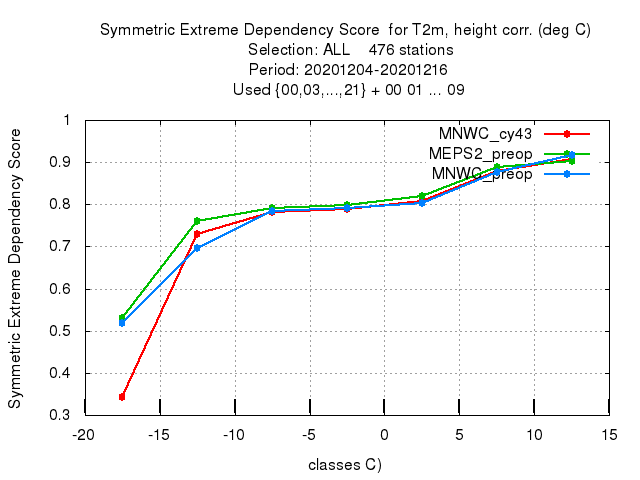 Symmetric Extreme Dependency Score  for T2m, height corr. (deg C)
Selection: ALL    476 stations
Period: 20201204-20201216
Used {00,03,...,21} + 00 01 ... 09
Symmetric Extreme Dependency Score
1
0.9
0.8
0.7
0.6
0.5
0.4
0.3
MNWC_cy43
MEPS2_preop
MNWC_preop
-20 -15 -10 -5 0 5 10 15
classes C)